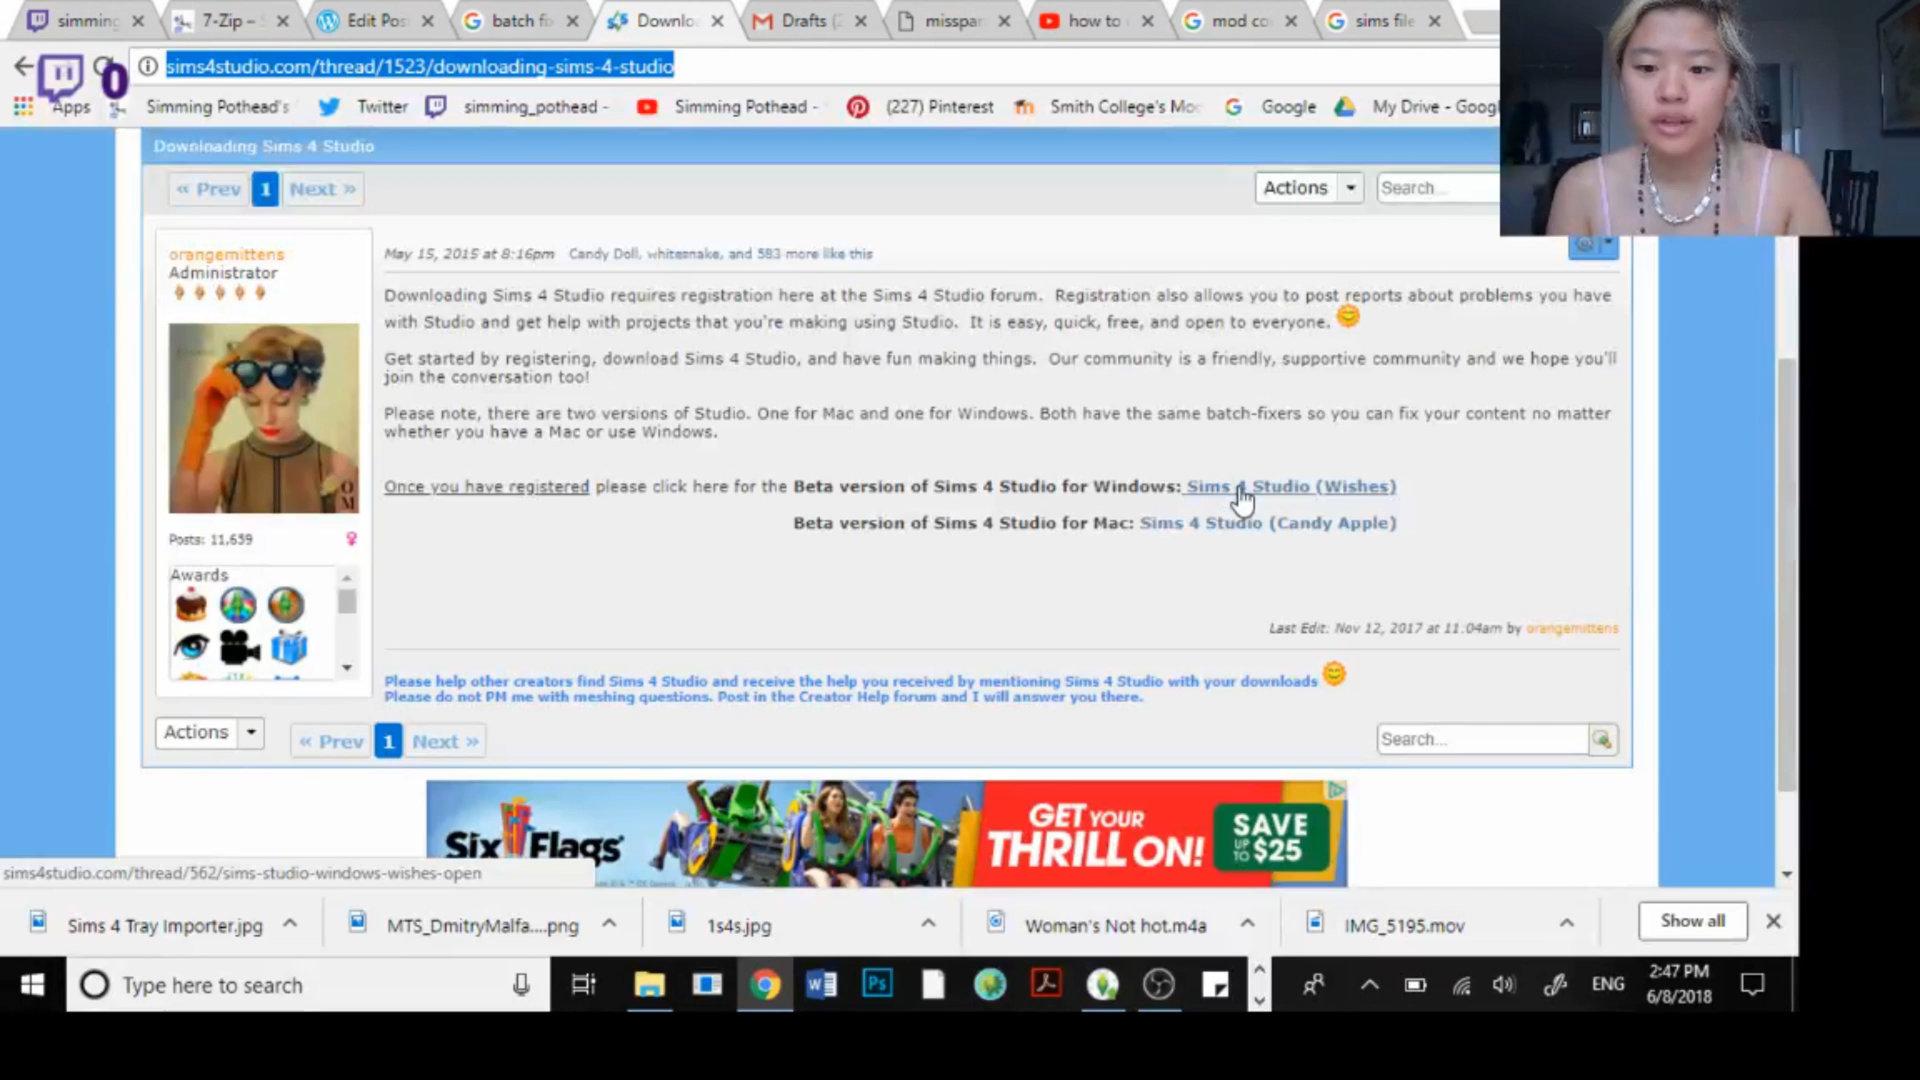 simming
7-Zip -
Edit Pos
batch fi
Downlo
Drafts (
misspar
how to
mod co
sims file
0
sims4studio.com/thread/1523/downloading-sims-4-studio
Apps
Simming Pothead's
Twitter
simming_pothead -
Simming Pothead -
(227) Pinterest
Smith College's Mo
Google
My Drive - Googl
Downloading Sims 4 Studio
« Prev 1 Next »
Actions
Search...
orangemittens
Administrator
May 15, 2015 at 8:16pm Candy Doll, whitesnake, and 583 more like this
Downloading Sims 4 Studio requires registration here at the Sims 4 Studio forum. Registration also allows you to post reports about problems you have
with Studio and get help with projects that you're making using Studio. It is easy, quick, free, and open to everyone.
Get started by registering, download Sims 4 Studio, and have fun making things. Our community is a friendly, supportive community and we hope you'll
join the conversation too!
Please note, there are two versions of Studio. One for Mac and one for Windows. Both have the same batch-fixers so you can fix your content no matter
whether you have a Mac or use Windows.
OM
Once you have registered please click here for the Beta version of Sims 4 Studio for Windows: Sims 4 Studio (Wishes)
Beta version of Sims 4 Studio for Mac: Sims 4 Studio (Candy Apple)
Posts: 11,659
Awards
Last Edit: Nov 12, 2017 at 11:04am by orangemittens
Please help other creators find Sims 4 Studio and receive the help you received by mentioning Sims 4 Studio with your downloads
Please do not PM me with meshing questions. Post in the Creator Help forum and I will answer you there.
Actions
« Prev 1 Next »
Search...
Six Flags
GET YOUR
THRILL ON!
SAVE
UP TO $25
sims4studio.com/thread/562/sims-studio-windows-wishes-open
Sims 4 Tray Importer.jpg
MTS_DmitryMalfa....png
1s4s.jpg
Woman's Not hot.m4a
IMG_5195.mov
Show all
Type here to search
Ps
ENG
2:47 PM
6/8/2018